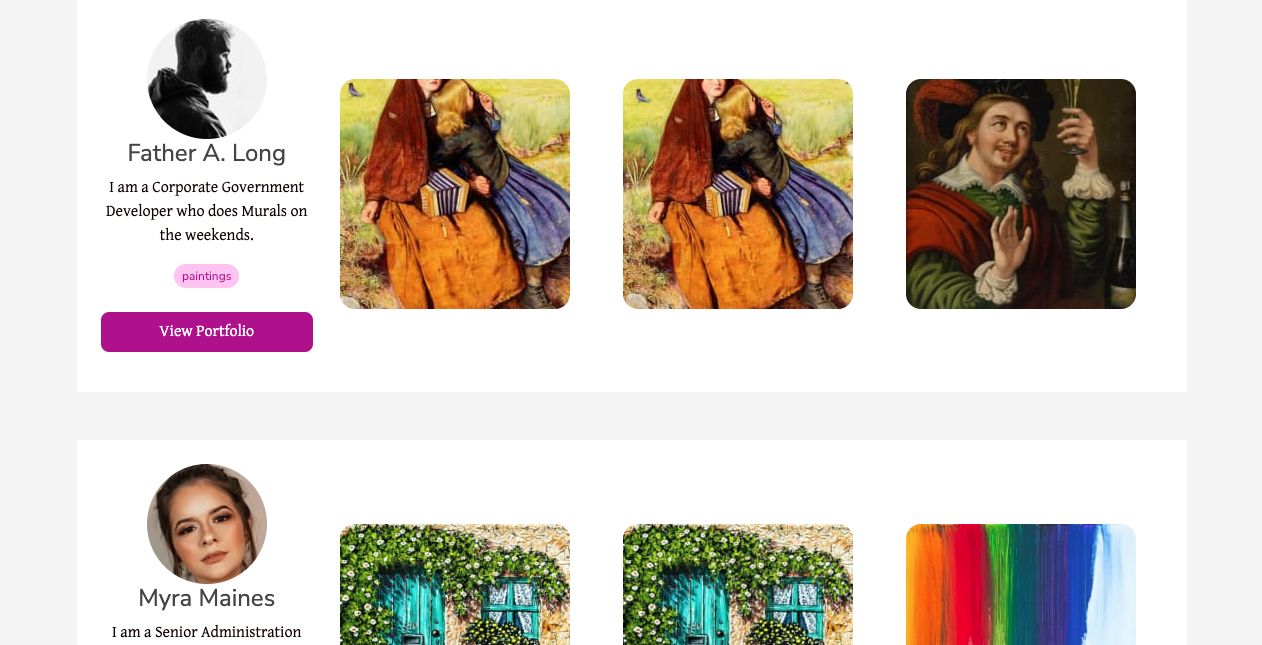 Father A. Long
I am a Corporate Government
Developer who does Murals on
the weekends.
paintings
View Portfolio
Myra Maines
I am a Senior Administration